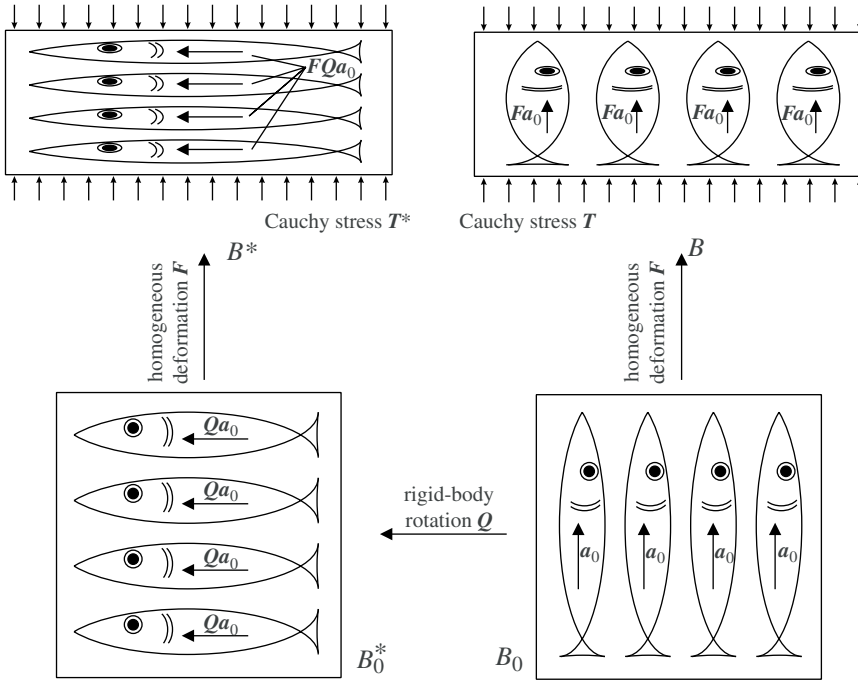 FQa₀
Fa₀ Fa₀ Fa₀ Fa₀
Cauchy stress T* Cauchy stress T
B* B
homogeneous
deformation F
homogeneous
deformation F
Qa₀
Qa₀
Qa₀
Qa₀
rigid-body
rotation Q
a₀ a₀ a₀ a₀
B₀* B₀